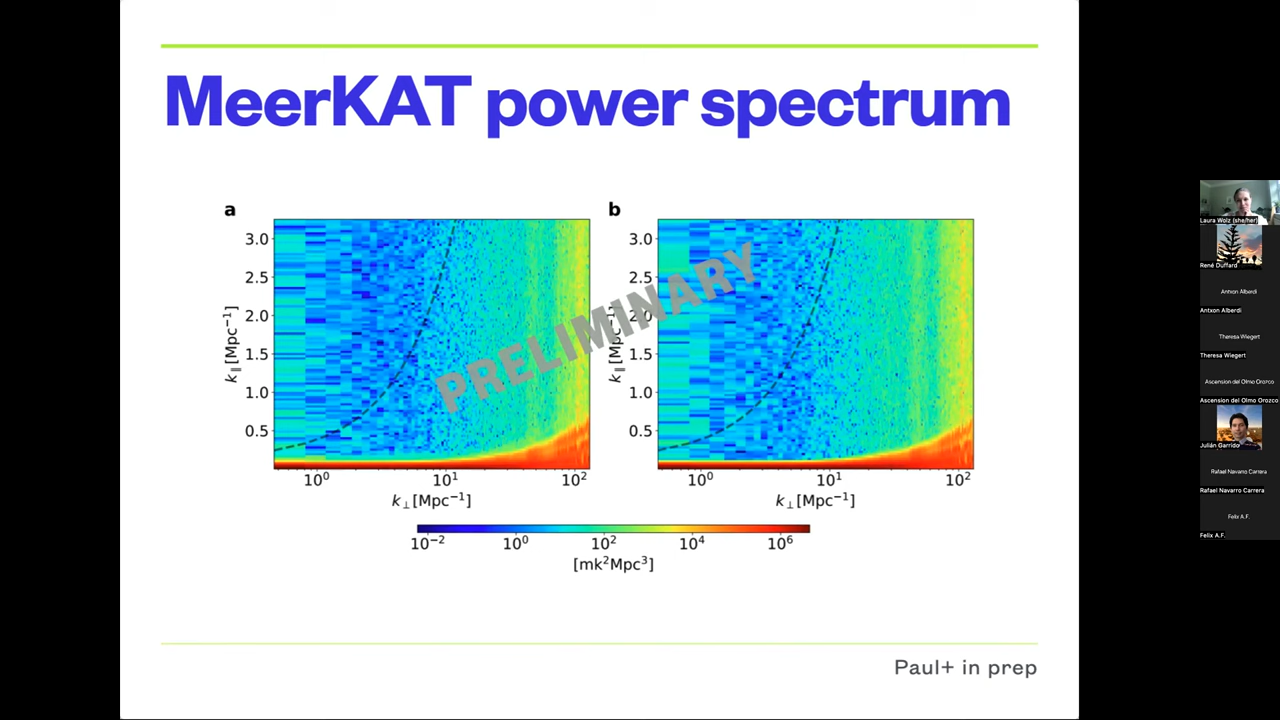 MeerKAT power spectrum
a
b
3.0
2.5
2.0
1.5
1.0
0.5
k∥ [Mpc⁻¹]
10⁰
10¹
10²
k⊥[Mpc⁻¹]
3.0
2.5
2.0
1.5
1.0
0.5
k∥ [Mpc⁻¹]
10⁰
10¹
10²
k⊥[Mpc⁻¹]
PRELIMINARY
10⁻²
10⁰
10²
10⁴
10⁶
[mk²Mpc³]
Paul+ in prep
Laura Wolz (she/her)
René Duffard
Antxon Alberdi
Antxon Alberdi
Theresa Wiegert
Theresa Wiegert
Ascension del Olmo Orozco
Ascension del Olmo Orozco
Julián Garrido
Rafael Navarro Carrera
Rafael Navarro Carrera
Felix A.F.
Felix A.F.